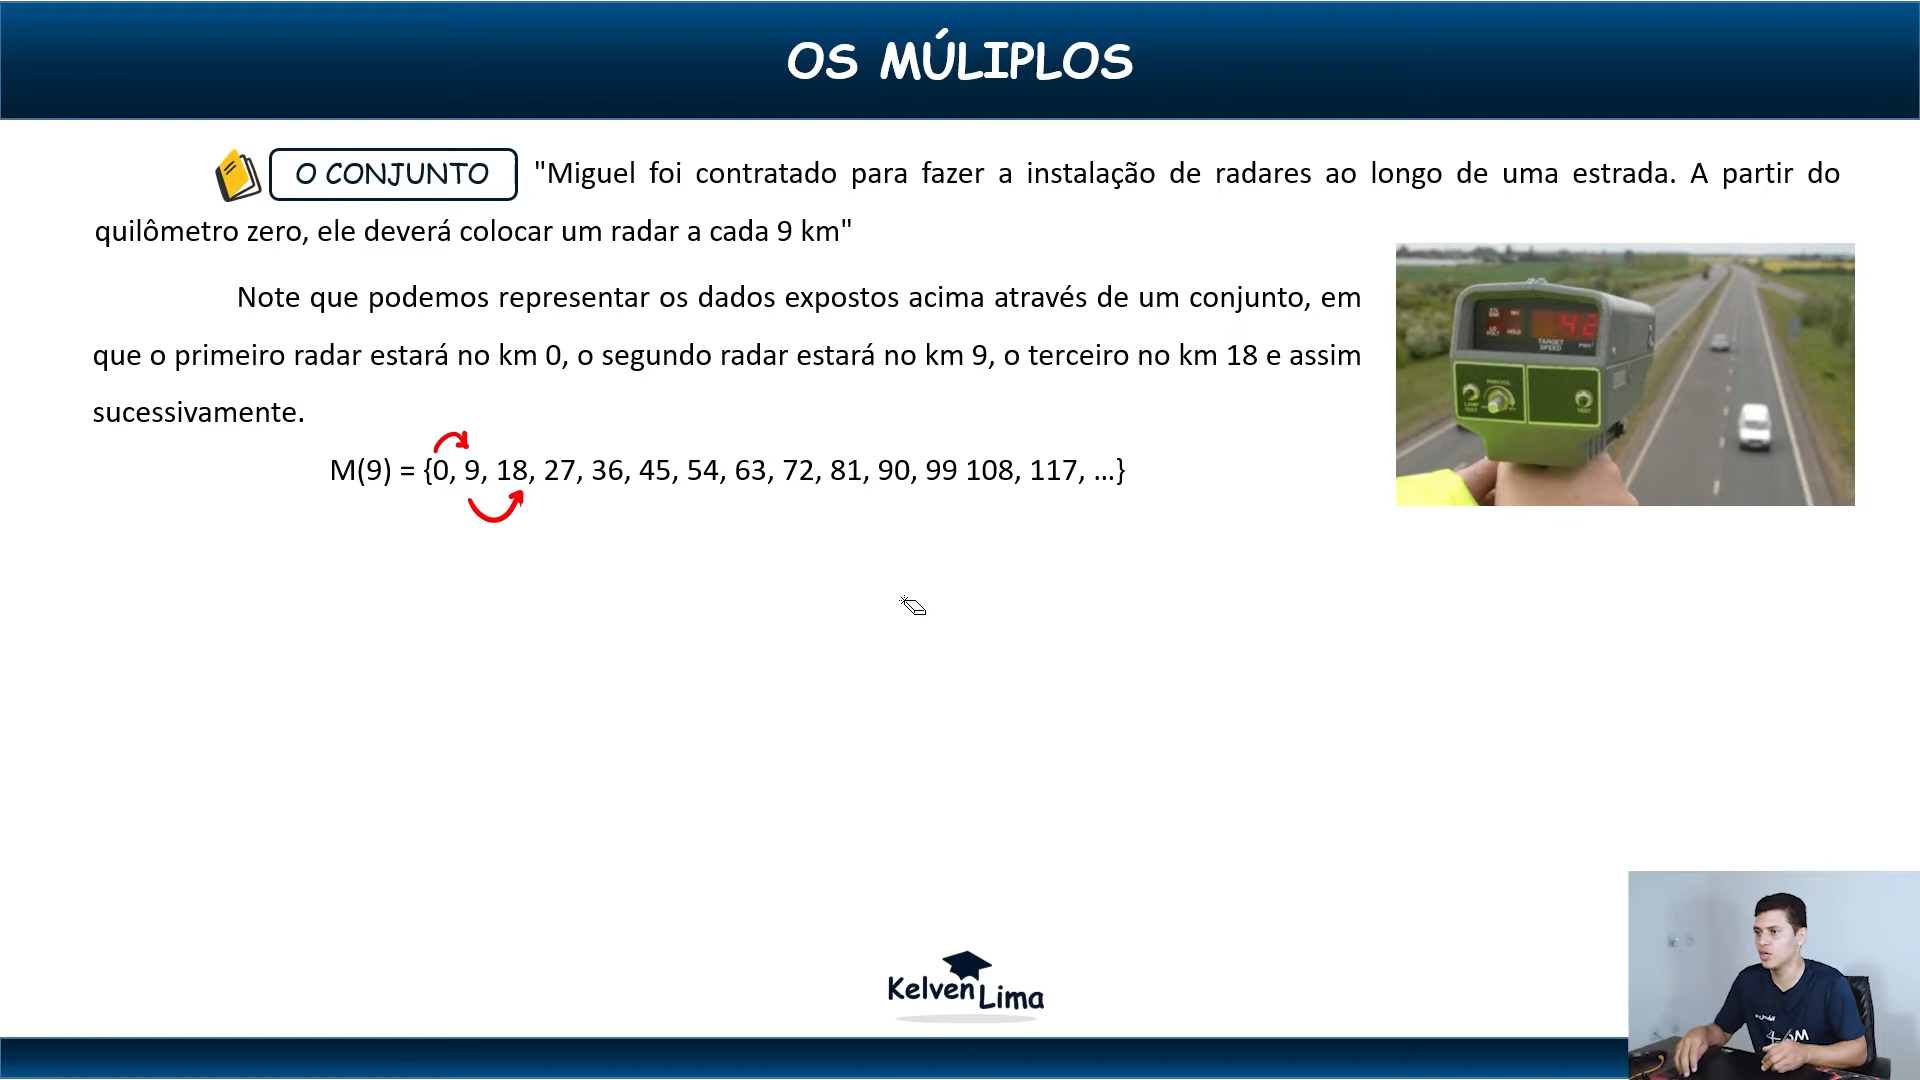 OS MÚLIPLOS
O CONJUNTO "Miguel foi contratado para fazer a instalação de radares ao longo de uma estrada. A partir do
quilômetro zero, ele deverá colocar um radar a cada 9 km"
Note que podemos representar os dados expostos acima através de um conjunto, em
que o primeiro radar estará no km 0, o segundo radar estará no km 9, o terceiro no km 18 e assim
sucessivamente.
M(9) = {0, 9, 18, 27, 36, 45, 54, 63, 72, 81, 90, 99 108, 117, ...}
42
TARGET
SPEED
Kelven Lima